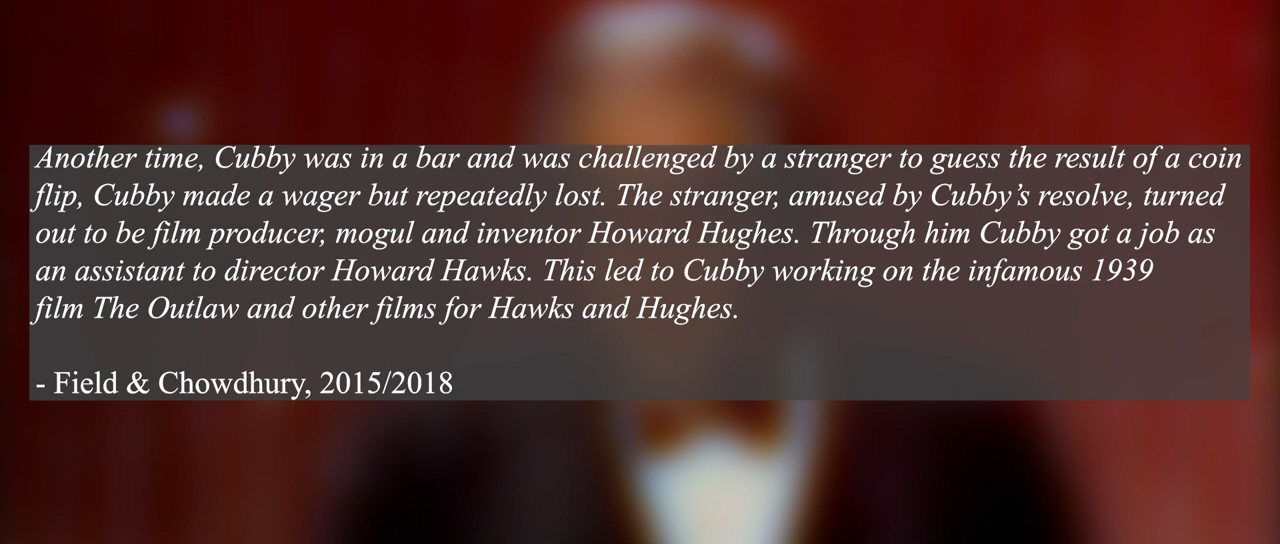 Another time, Cubby was in a bar and was challenged by a stranger to guess the result of a coin
flip, Cubby made a wager but repeatedly lost. The stranger, amused by Cubby’s resolve, turned
out to be film producer, mogul and inventor Howard Hughes. Through him Cubby got a job as
an assistant to director Howard Hawks. This led to Cubby working on the infamous 1939
film The Outlaw and other films for Hawks and Hughes.
- Field & Chowdhury, 2015/2018